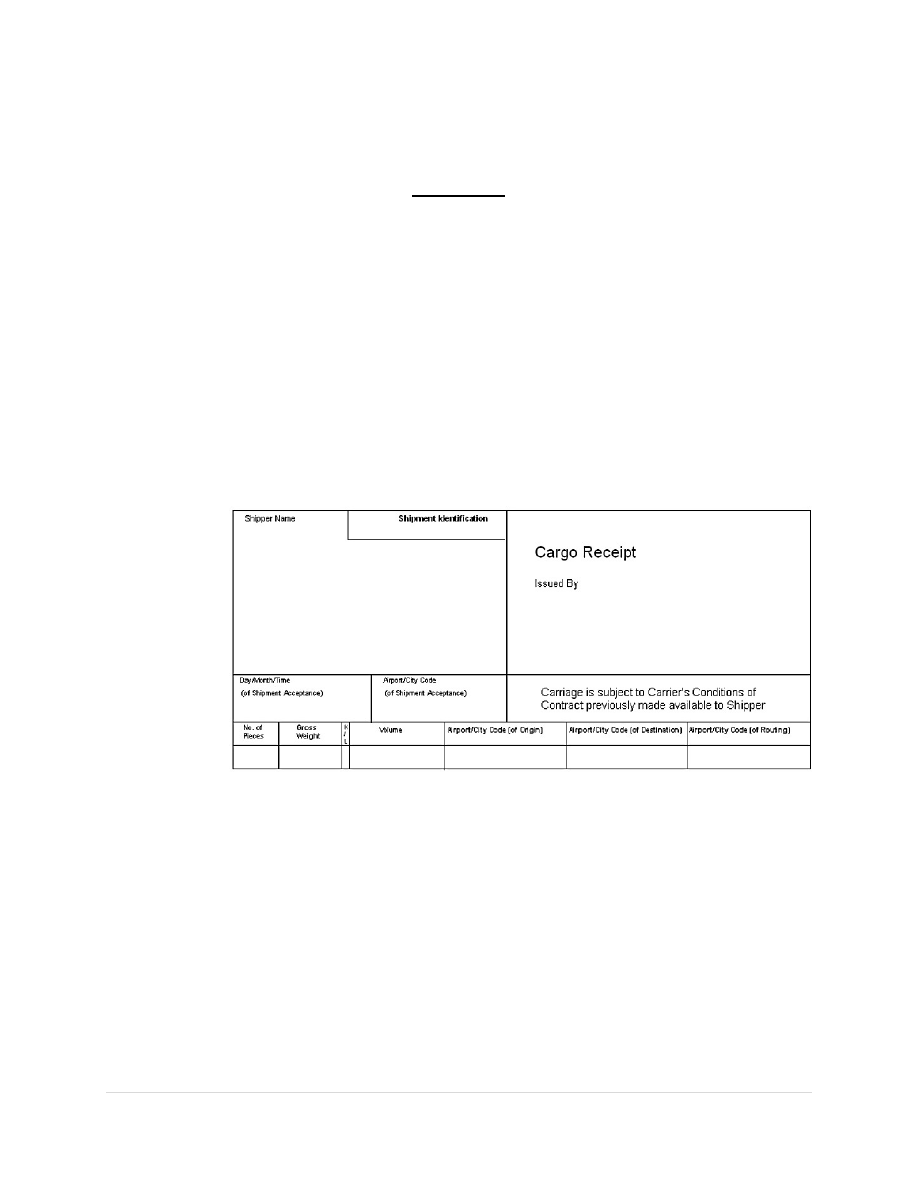 Shipper Name
Shipment Identification
Cargo Receipt
Issued By
Day/Month/Time
(of Shipment Acceptance)
Airport/City Code
(of Shipment Acceptance)
Carriage is subject to Carrier's Conditions of
Contract previously made available to Shipper
No. of
Pieces
Gross
Weight
K
/
L
Volume
Airport/City Code (of Origin)
Airport/City Code (of Destination)
Airport/City Code (of Routing)